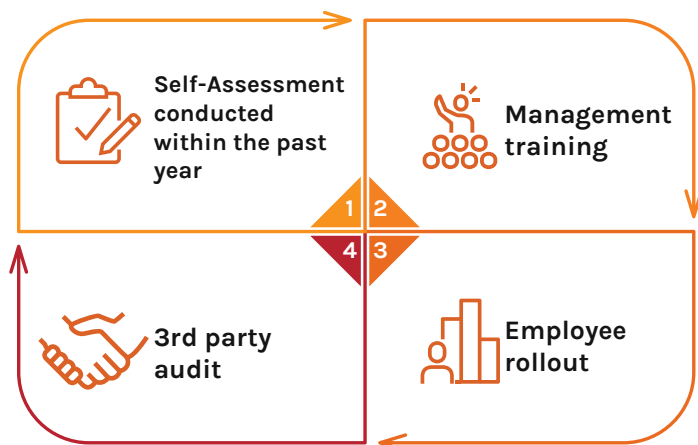 Self-Assessment
conducted
within the past
year
Management
training
1
2
4
3
3rd party
audit
Employee
rollout